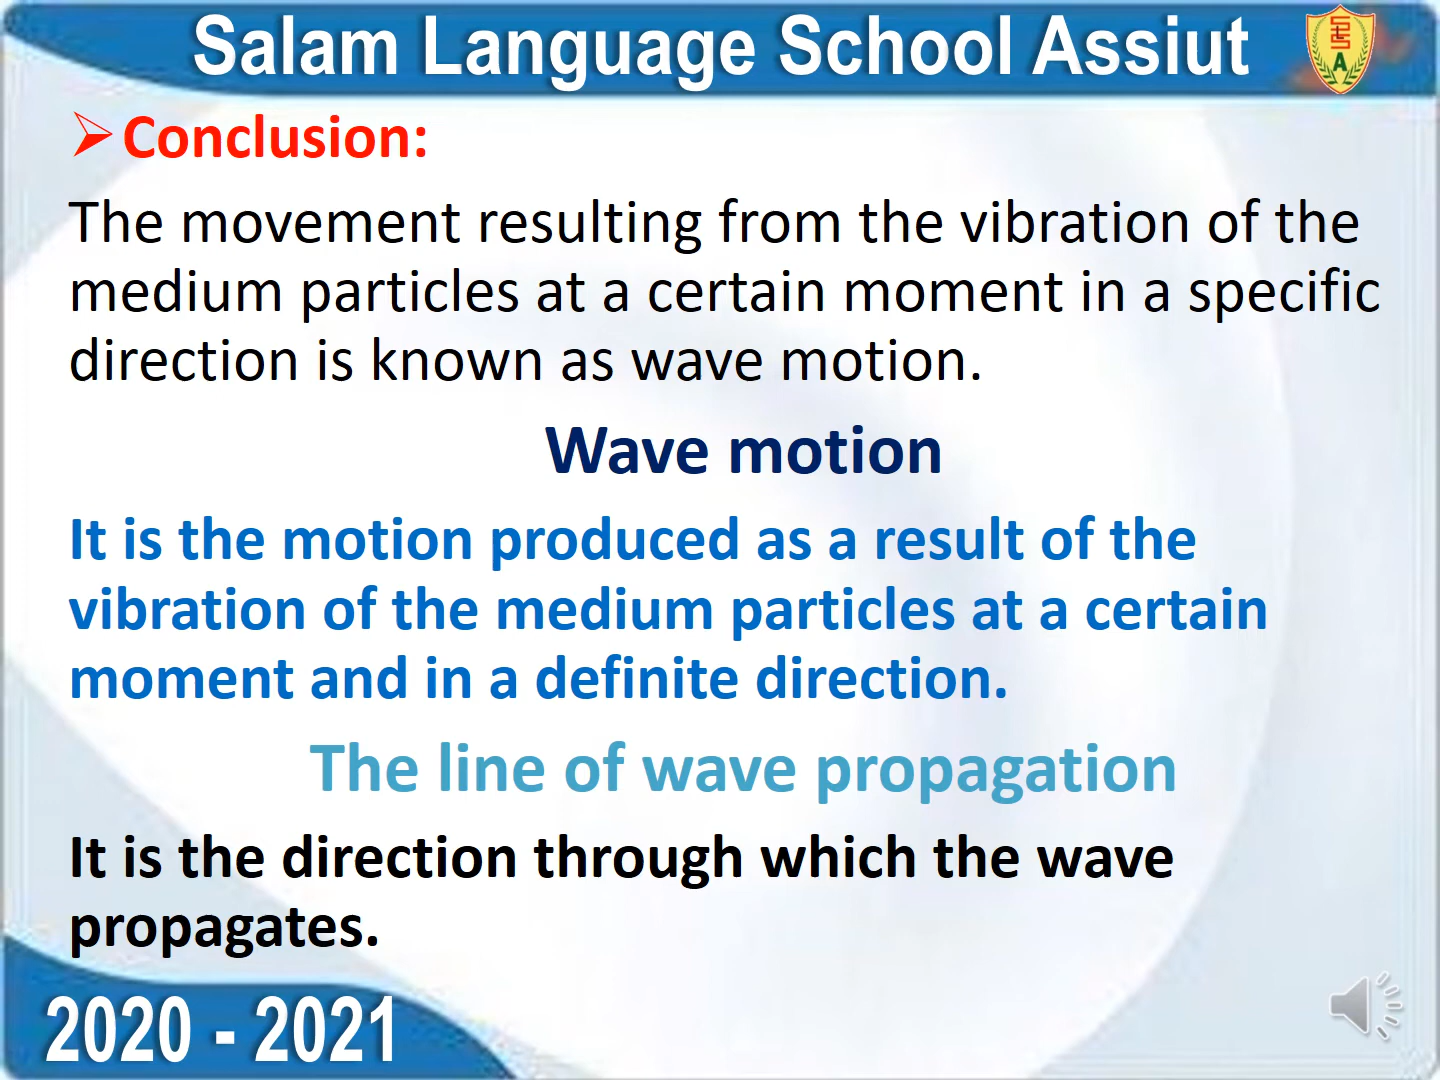 Salam Language School Assiut
S
L
S
A
Conclusion:
The movement resulting from the vibration of the
medium particles at a certain moment in a specific
direction is known as wave motion.
Wave motion
It is the motion produced as a result of the
vibration of the medium particles at a certain
moment and in a definite direction.
The line of wave propagation
It is the direction through which the wave
propagates.
2020 - 2021